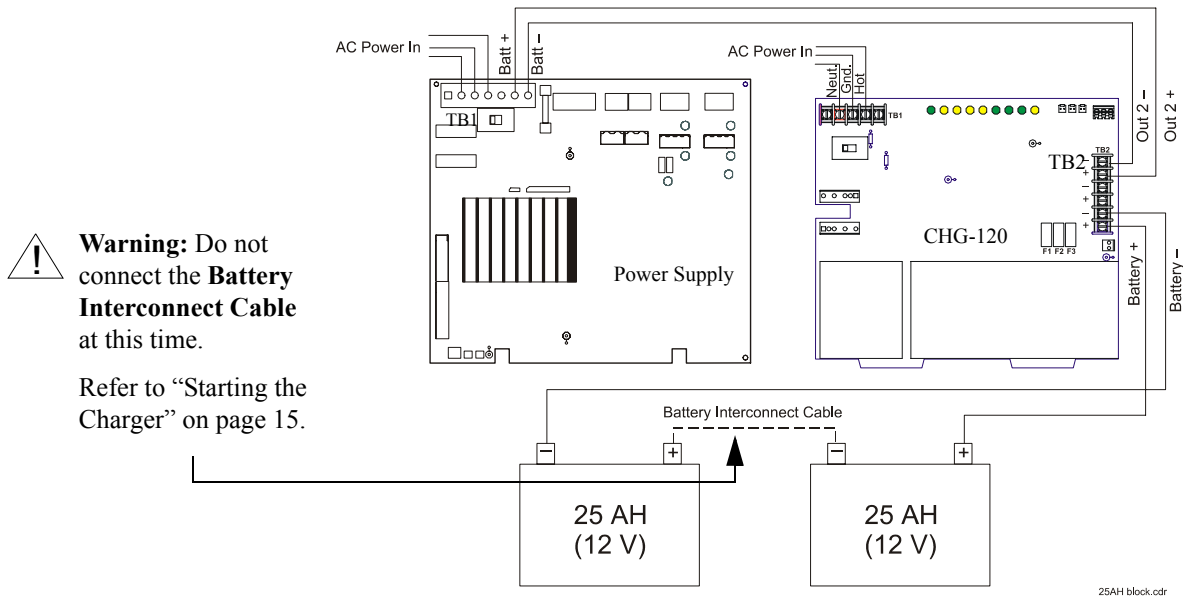 AC Power In
Batt +
Batt –
AC Power In
Neut.
Gnd.
Hot
Out 2 –
Out 2 +
TB1
TB1
TB2
TB2
–
+
–
+
–
+
CHG-120
F1 F2 F3
Power Supply
Battery +
Battery –
! Warning: Do not
connect the Battery
Interconnect Cable
at this time.
Refer to “Starting the
Charger” on page 15.
Battery Interconnect Cable
– + – +
25 AH
(12 V)
25 AH
(12 V)
25AH block.cdr